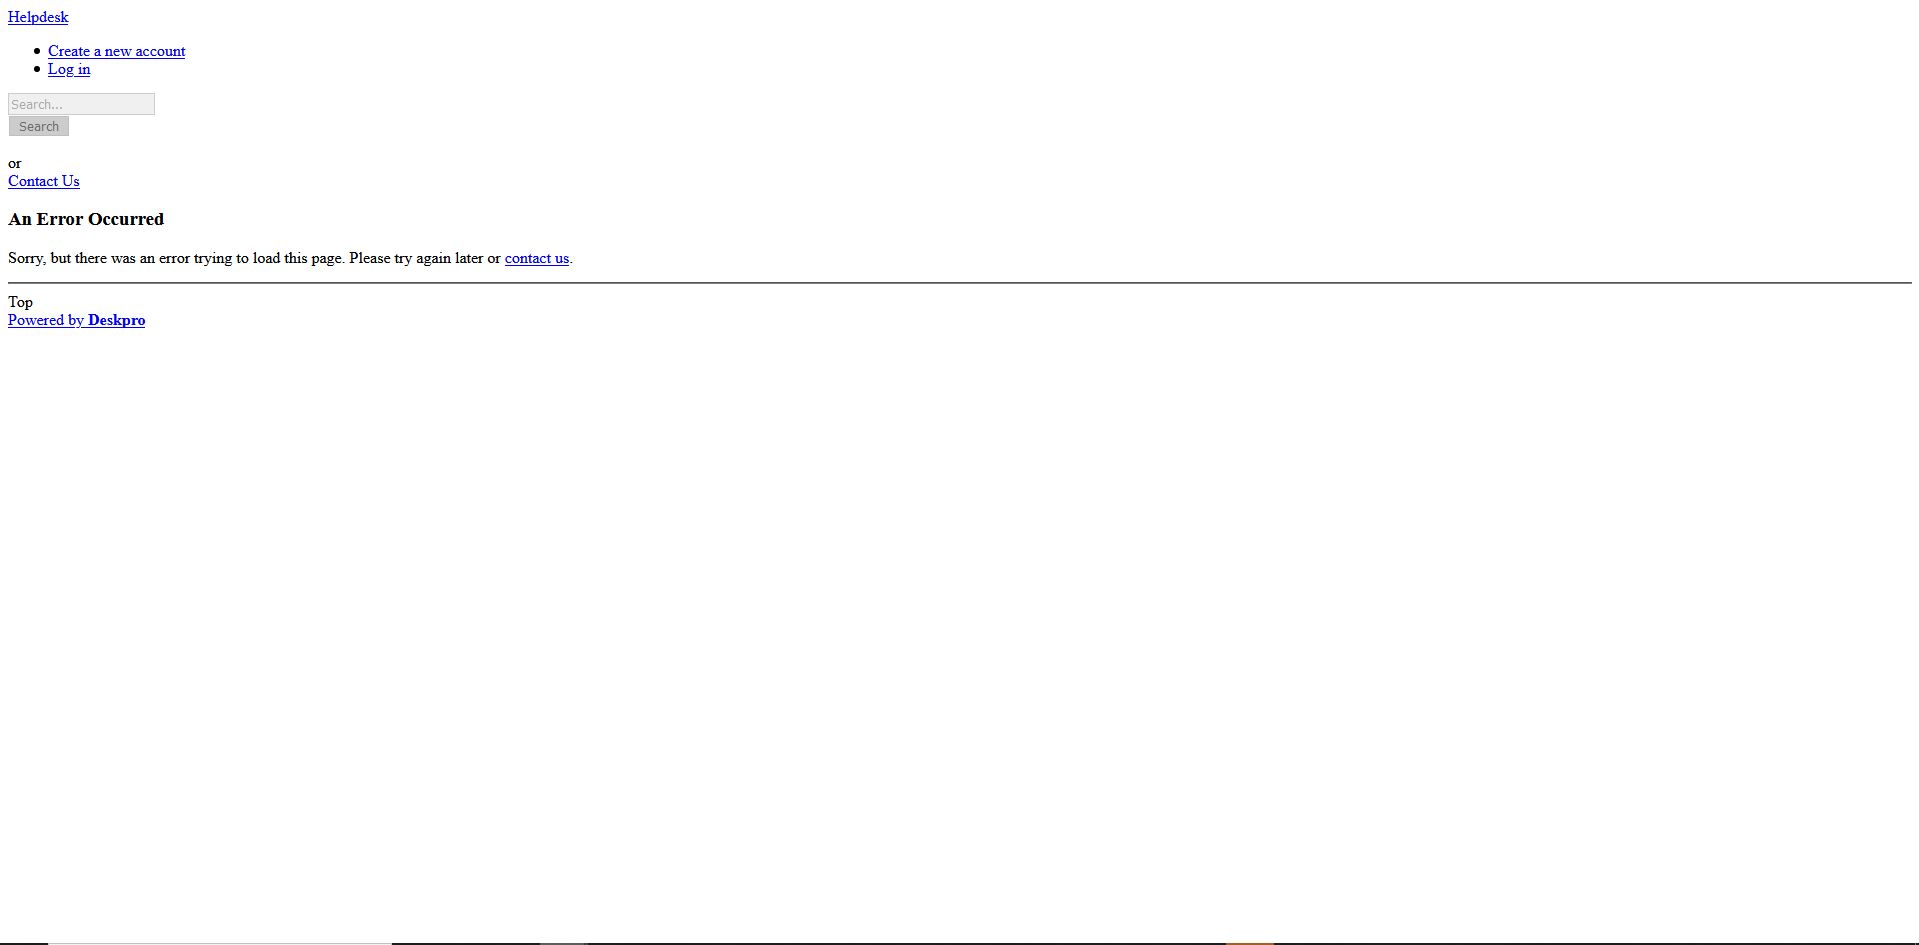 Helpdesk
Create a new account
Log in
Search...
Search
or
Contact Us
An Error Occurred
Sorry, but there was an error trying to load this page. Please try again later or contact us.
Top
Powered by Deskpro